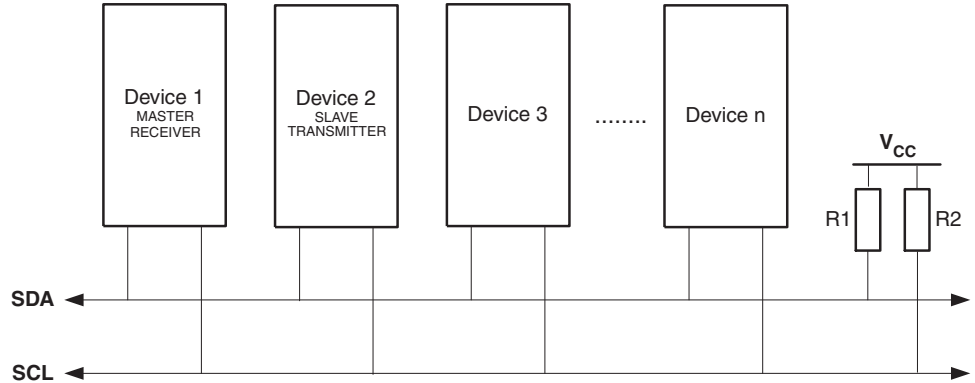 Device 1
MASTER
RECEIVER
Device 2
SLAVE
TRANSMITTER
Device 3
........
Device n
VCC
R1
R2
SDA
SCL